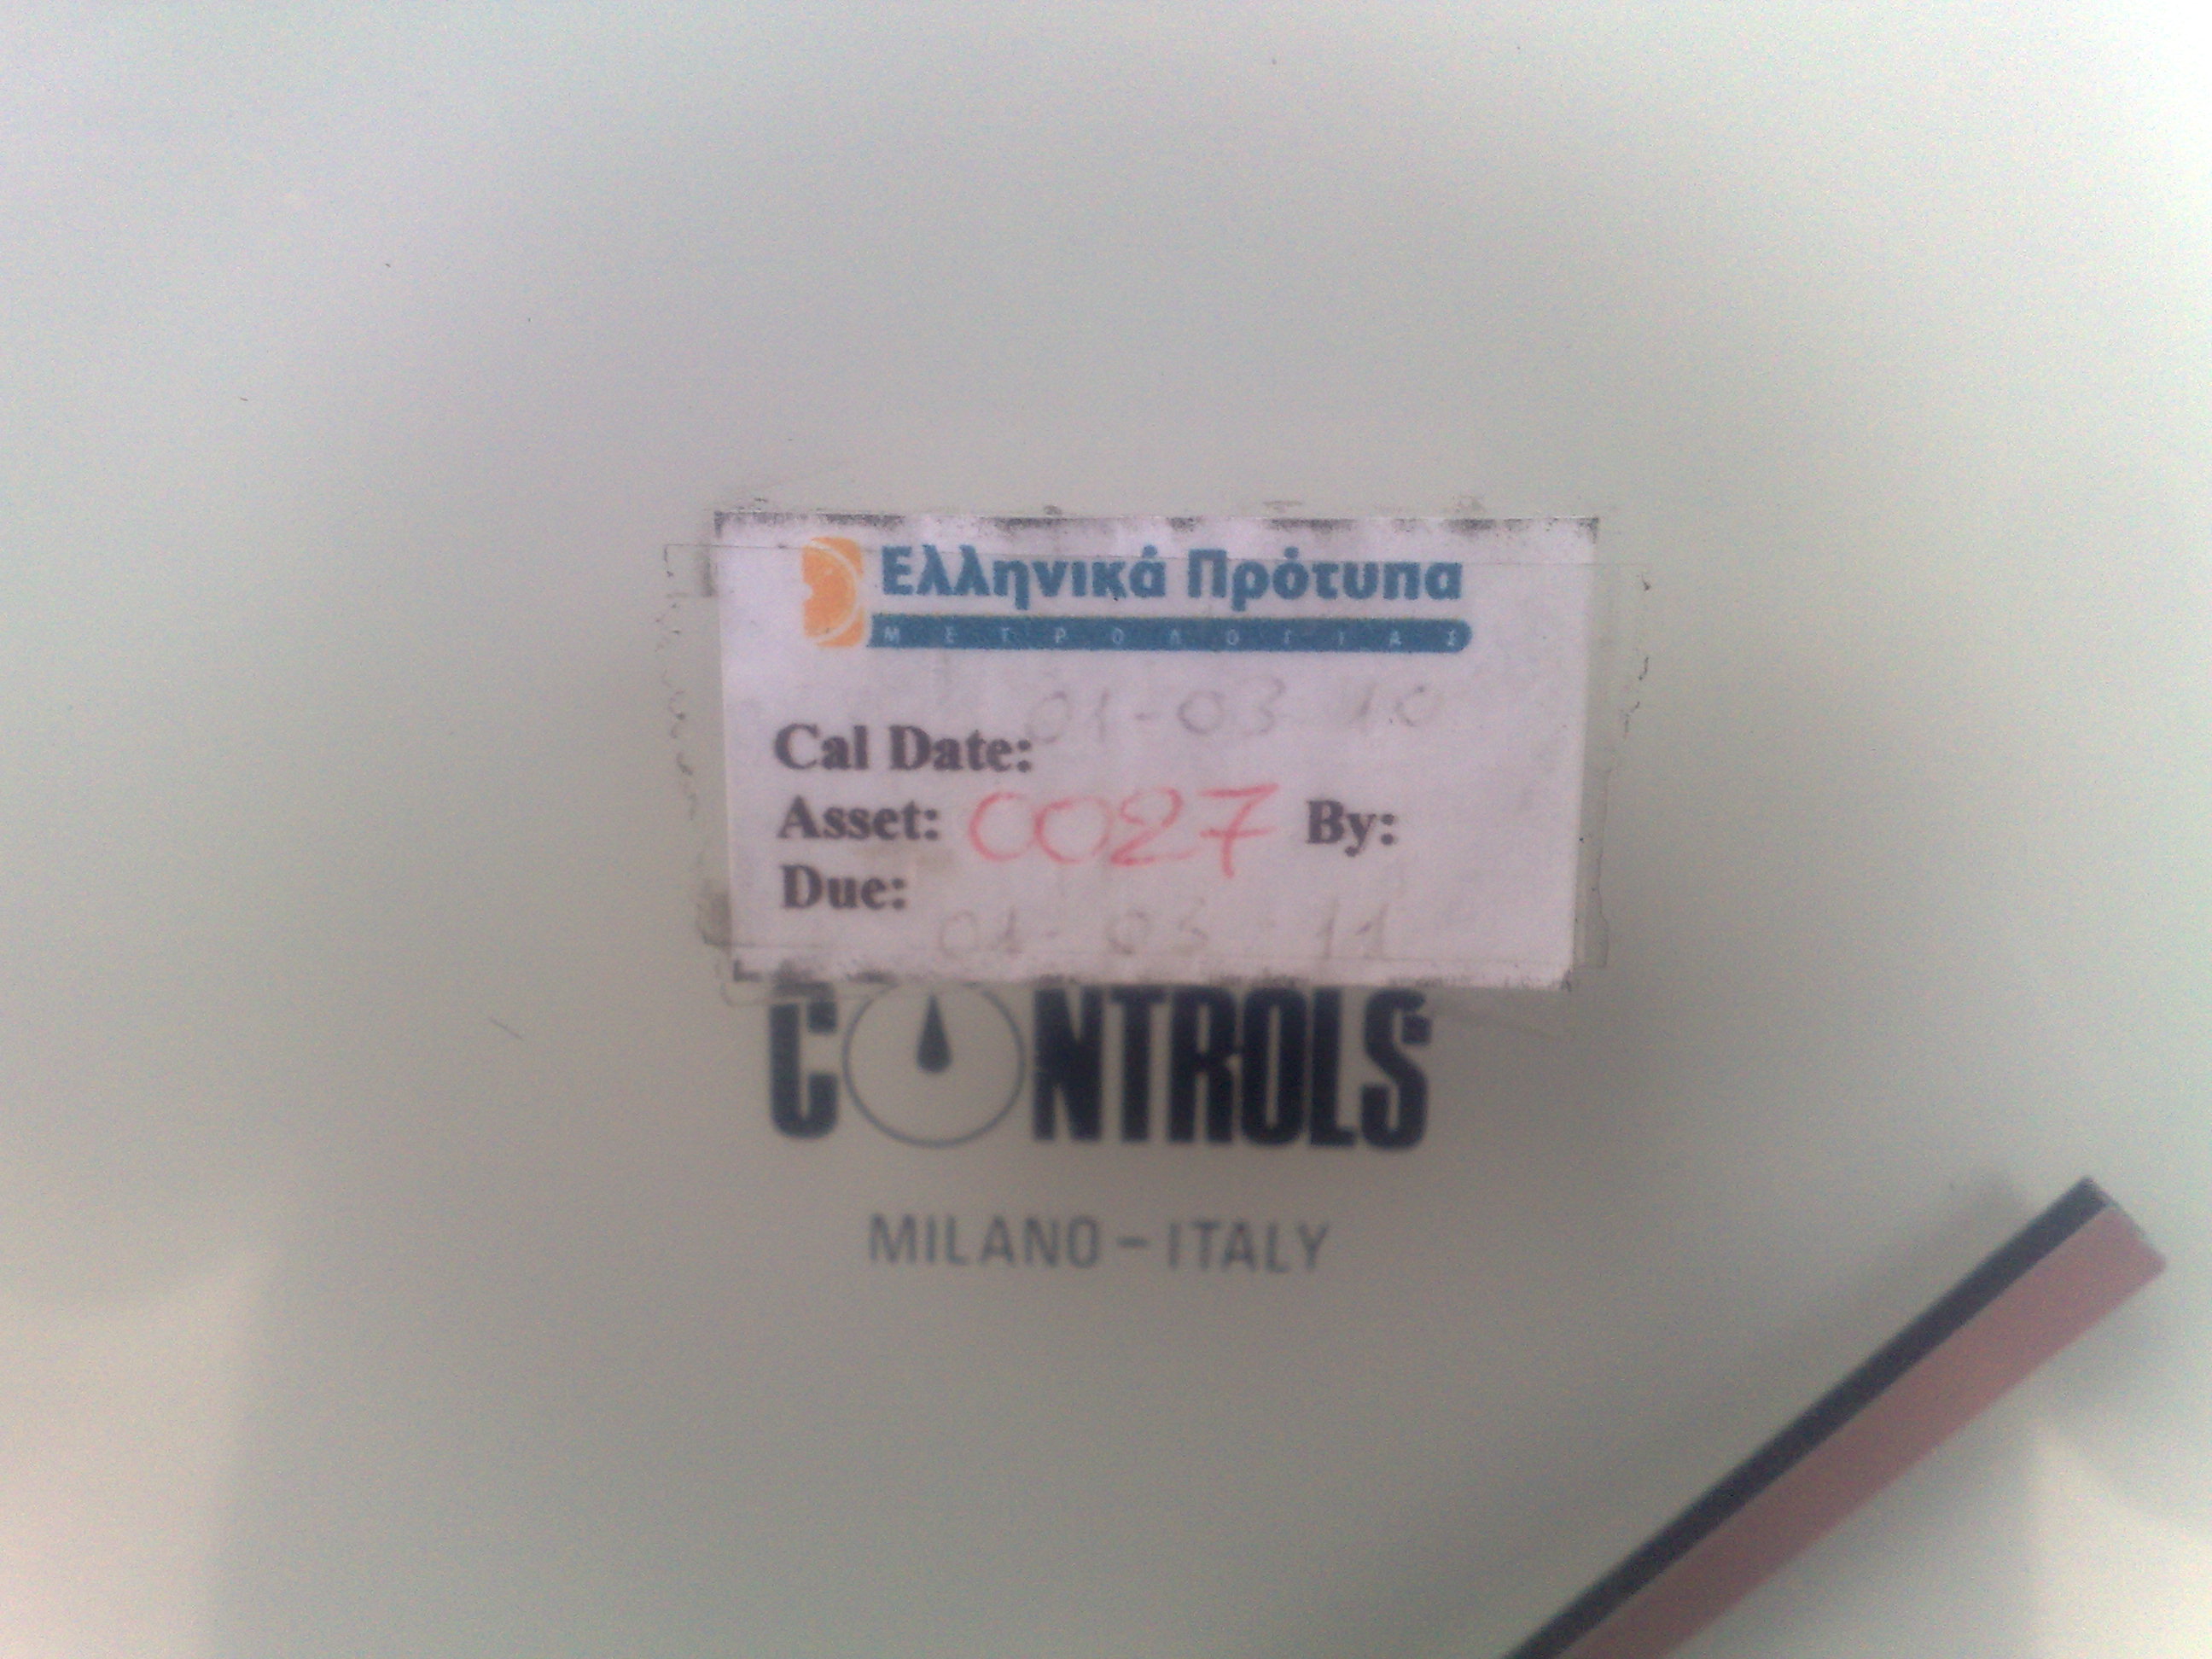 Ελληνικά Πρότυπα
ΜΕΤΡΟΛΟΓΙΑΣ
01-03 10
Cal Date:
Asset: 0027 By:
Due:
01-03-11
CONTROLS
MILANO-ITALY